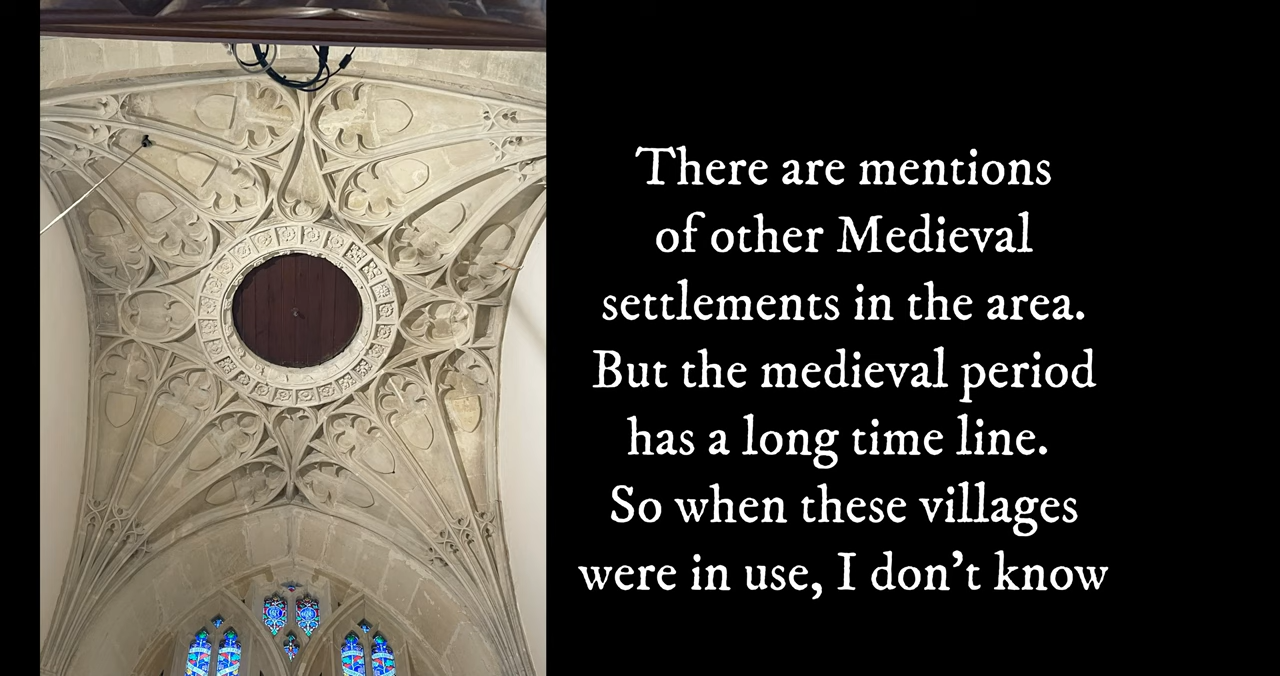 There are mentions
of other Medieval
settlements in the area.
But the medieval period
has a long time line.
So when these villages
were in use, I don't know